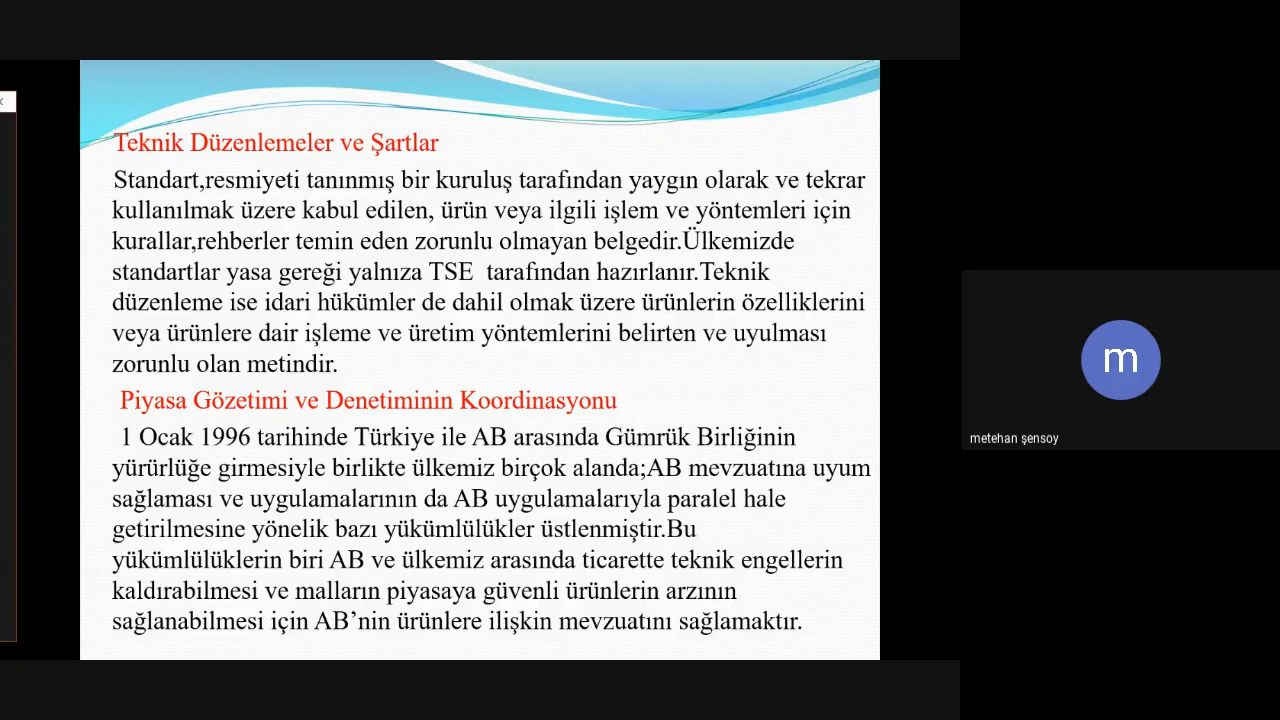 Teknik Düzenlemeler ve Şartlar
Standart,resmiyeti tanınmış bir kuruluş tarafından yaygın olarak ve tekrar
kullanılmak üzere kabul edilen, ürün veya ilgili işlem ve yöntemleri için
kurallar,rehberler temin eden zorunlu olmayan belgedir.Ülkemizde
standartlar yasa gereği yalnıza TSE  tarafından hazırlanır.Teknik
düzenleme ise idari hükümler de dahil olmak üzere ürünlerin özelliklerini
veya ürünlere dair işleme ve üretim yöntemlerini belirten ve uyulması
zorunlu olan metindir.
Piyasa Gözetimi ve Denetiminin Koordinasyonu
1 Ocak 1996 tarihinde Türkiye ile AB arasında Gümrük Birliğinin
yürürlüğe girmesiyle birlikte ülkemiz birçok alanda;AB mevzuatına uyum
sağlaması ve uygulamalarının da AB uygulamalarıyla paralel hale
getirilmesine yönelik bazı yükümlülükler üstlenmiştir.Bu
yükümlülüklerin biri AB ve ülkemiz arasında ticarette teknik engellerin
kaldırabilmesi ve malların piyasaya güvenli ürünlerin arzının
sağlanabilmesi için AB’nin ürünlere ilişkin mevzuatını sağlamaktır.
m
metehan şensoy